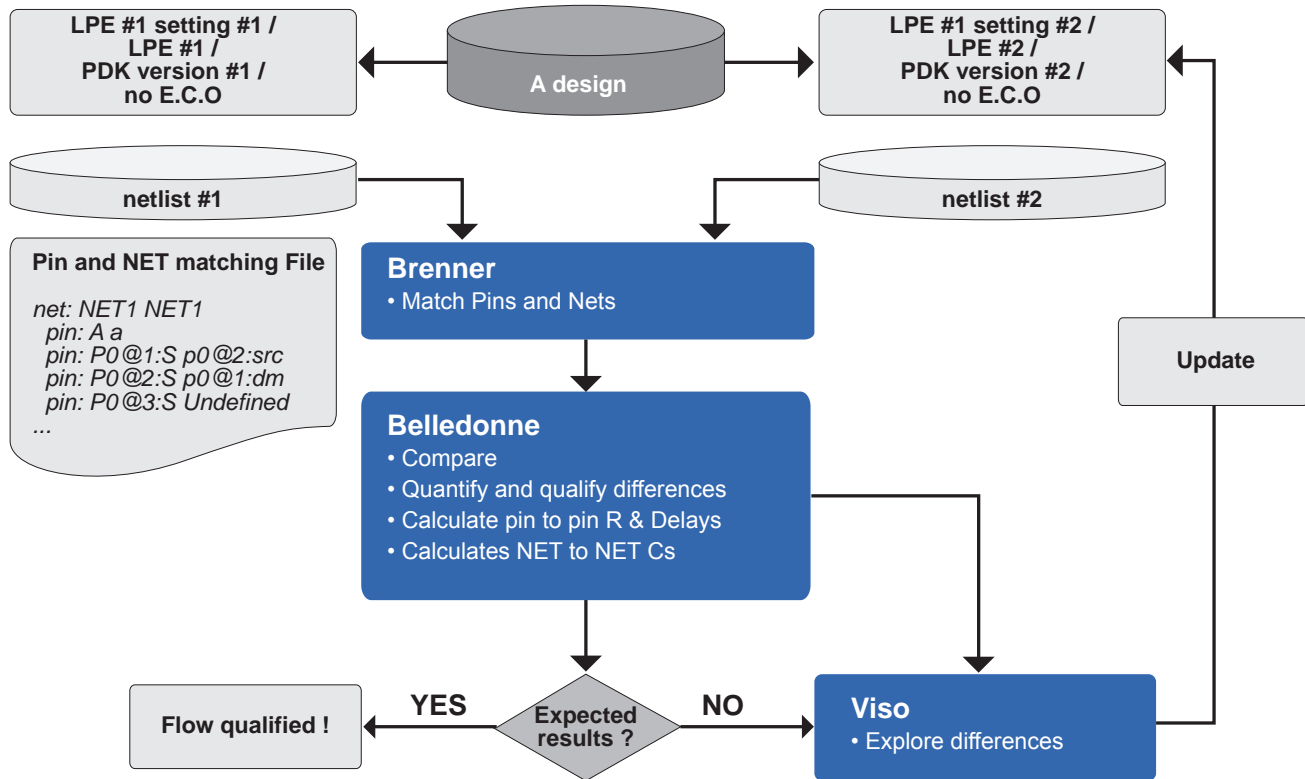 LPE #1 setting #1 /
LPE #1 /
PDK version #1 /
no E.C.O
A design
LPE #1 setting #2 /
LPE #2 /
PDK version #2 /
no E.C.O
netlist #1
netlist #2
Pin and NET matching File
net: NET1 NET1
pin: A a
pin: P0@1:S p0@2:src
pin: P0@2:S p0@1:dm
pin: P0@3:S Undefined
...
Brenner
• Match Pins and Nets
Update
Belledonne
• Compare
• Quantify and qualify differences
• Calculate pin to pin R & Delays
• Calculates NET to NET Cs
Flow qualified !
YES
Expected
results ?
NO
Viso
• Explore differences